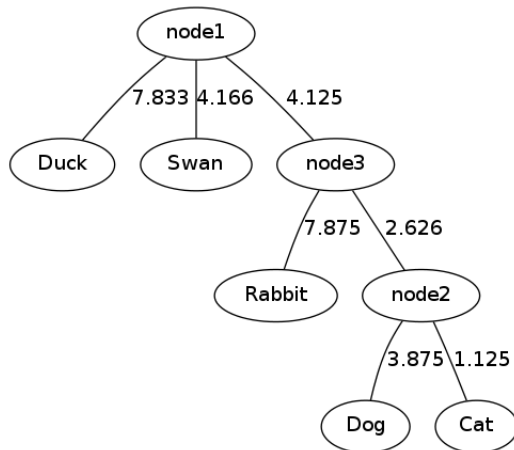 node1
7.833 4.166 4.125
Duck Swan node3
7.875 2.626
Rabbit node2
3.875 1.125
Dog Cat